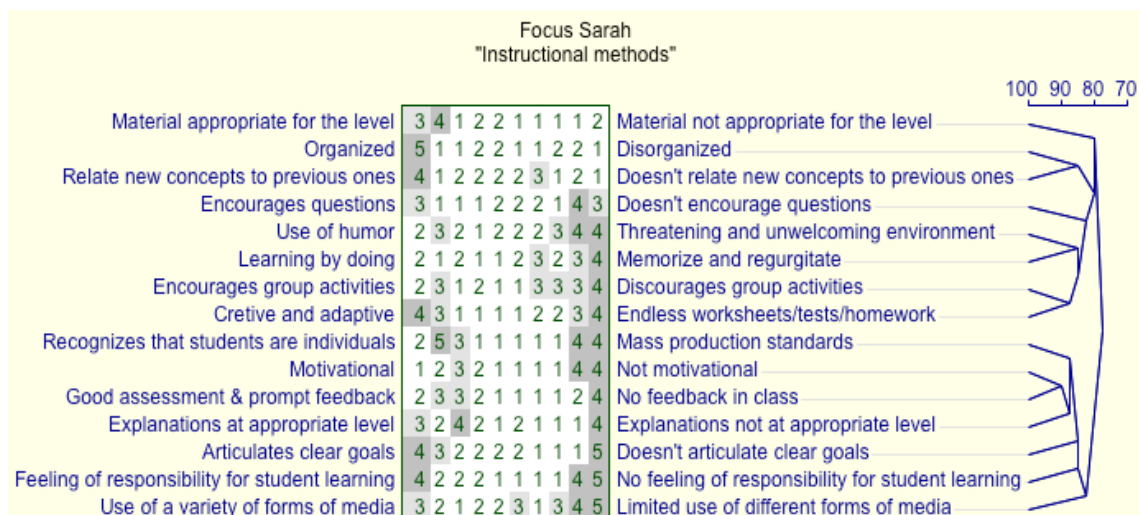 Focus Sarah
"Instructional methods"
100 90 80 70
Material appropriate for the level 3 4 1 2 2 1 1 1 1 2 Material not appropriate for the level
Organized 5 1 1 2 2 1 1 2 2 1 Disorganized
Relate new concepts to previous ones 4 1 2 2 2 2 3 1 2 1 Doesn't relate new concepts to previous ones
Encourages questions 3 1 1 1 2 2 2 1 4 3 Doesn't encourage questions
Use of humor 2 3 2 1 2 2 2 3 4 4 Threatening and unwelcoming environment
Learning by doing 2 1 2 1 1 2 3 2 3 4 Memorize and regurgitate
Encourages group activities 2 3 1 2 1 1 3 3 3 4 Discourages group activities
Cretive and adaptive 4 3 1 1 1 1 2 2 3 4 Endless worksheets/tests/homework
Recognizes that students are individuals 2 5 3 1 1 1 1 1 4 4 Mass production standards
Motivational 1 2 3 2 1 1 1 1 4 4 Not motivational
Good assessment & prompt feedback 2 3 3 2 1 1 1 1 2 4 No feedback in class
Explanations at appropriate level 3 2 4 2 1 2 1 1 1 4 Explanations not at appropriate level
Articulates clear goals 4 3 2 2 2 2 1 1 1 5 Doesn't articulate clear goals
Feeling of responsibility for student learning 4 2 2 2 1 1 1 1 4 5 No feeling of responsibility for student learning
Use of a variety of forms of media 3 2 1 2 2 3 1 3 4 5 Limited use of different forms of media